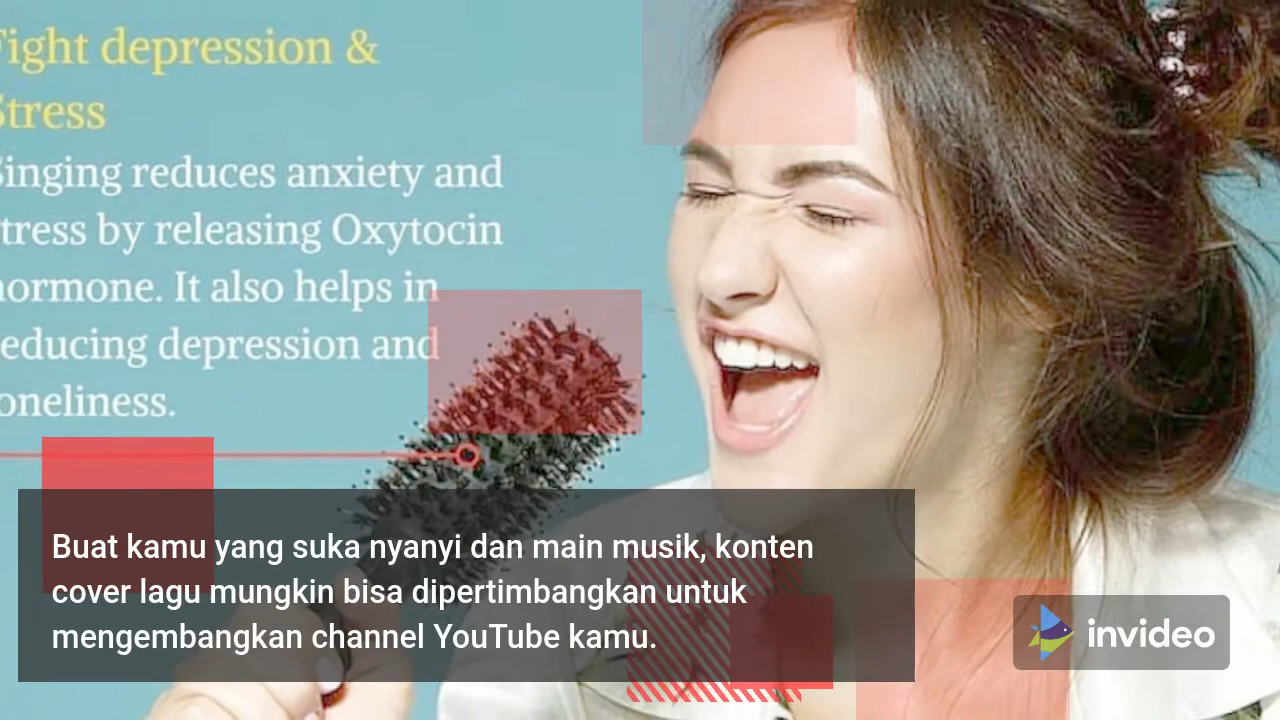 Fight depression &
Stress
Singing reduces anxiety and
stress by releasing Oxytocin
hormone. It also helps in
reducing depression and
loneliness.
Buat kamu yang suka nyanyi dan main musik, konten
cover lagu mungkin bisa dipertimbangkan untuk
mengembangkan channel YouTube kamu.
invideo